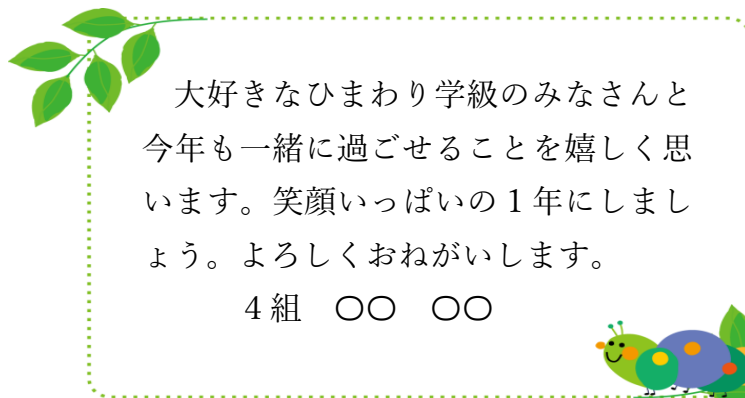 大好きなひまわり学級のみなさんと
今年も一緒に過ごせることを嬉しく思
います。笑顔いっぱいの１年にしまし
ょう。よろしくおねがいします。
４組　〇〇　〇〇